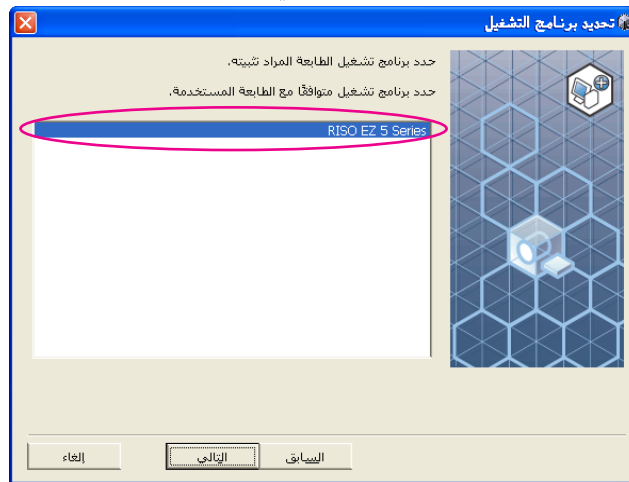 تحديد برنامج التشغيل
حدد برنامج تشغيل الطابعة المراد تثبيته.
حدد برنامج تشغيل متوافقًا مع الطابعة المستخدمة.
RISO EZ 5 Series
السابق
التالي
إلغاء